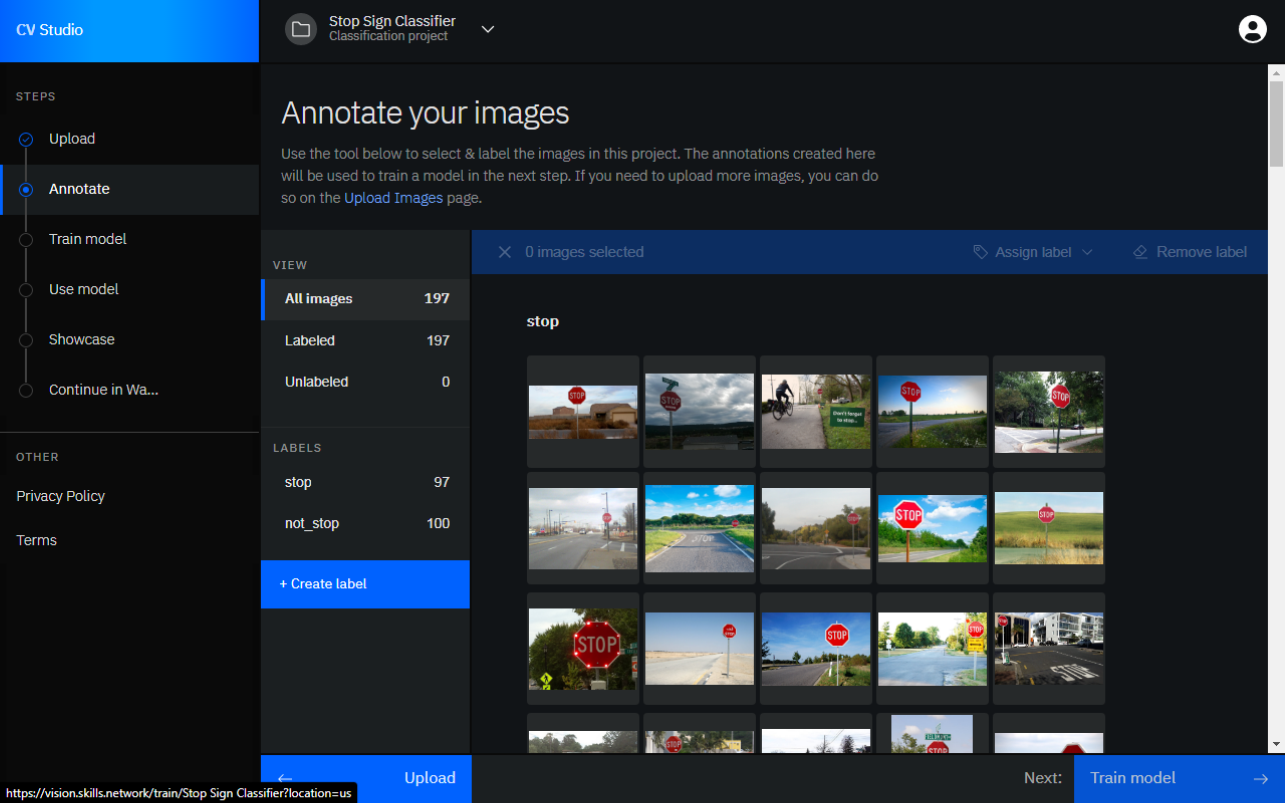 CV Studio
Stop Sign Classifier
Classification project
STEPS
Upload
Annotate
Train model
Use model
Showcase
Continue in Wa...
OTHER
Privacy Policy
Terms
Annotate your images
Use the tool below to select & label the images in this project. The annotations created here
will be used to train a model in the next step. If you need to upload more images, you can do
so on the Upload Images page.
VIEW
All images 197
Labeled 197
Unlabeled 0
LABELS
stop 97
not_stop 100
+ Create label
0 images selected
Assign label
Remove label
stop
STOP
STOP
STOP
Don't forget
to stop...
STOP
STOP
STOP
STOP
STOP
STOP
STOP
STOP
STOP
STOP
STOP
STOP
Upload
Next:
Train model
https://vision.skills.network/train/Stop Sign Classifier?location=us